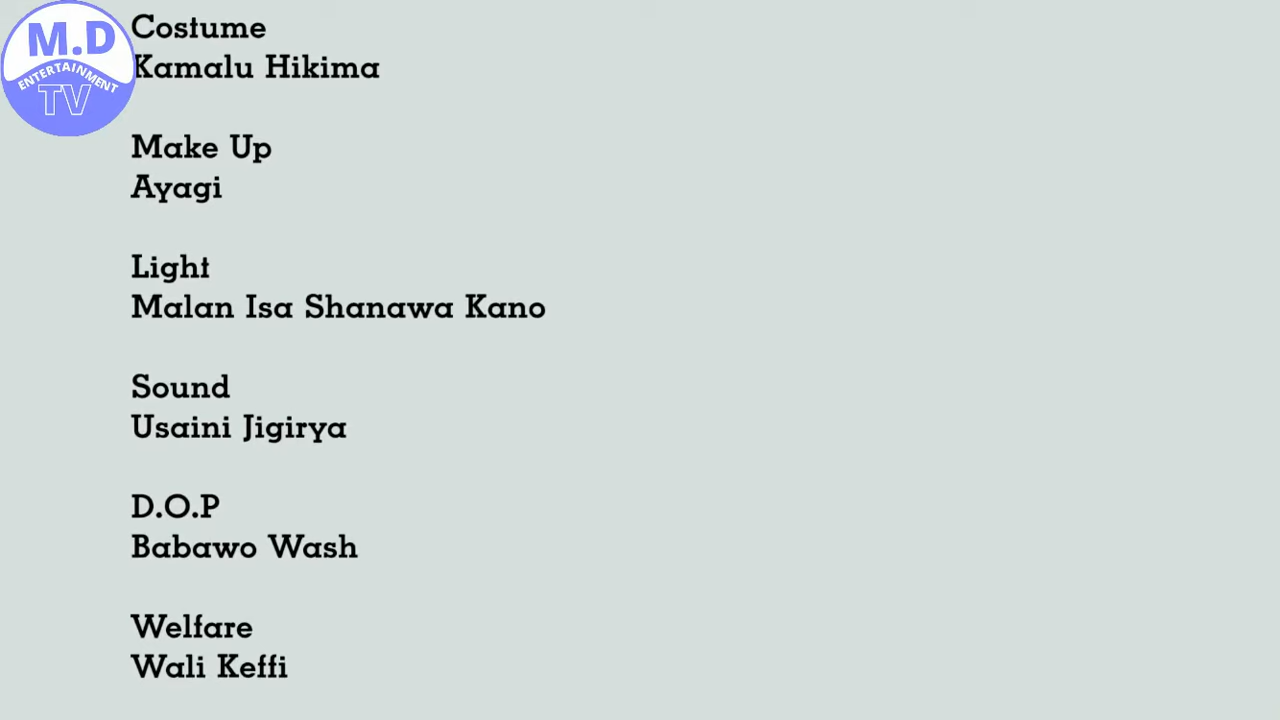 M.D
ENTERTAINMENT
TV
Costume
Kamalu Hikima
Make Up
Ayagi
Light
Malan Isa Shanawa Kano
Sound
Usaini Jigirya
D.O.P
Babawo Wash
Welfare
Wali Keffi